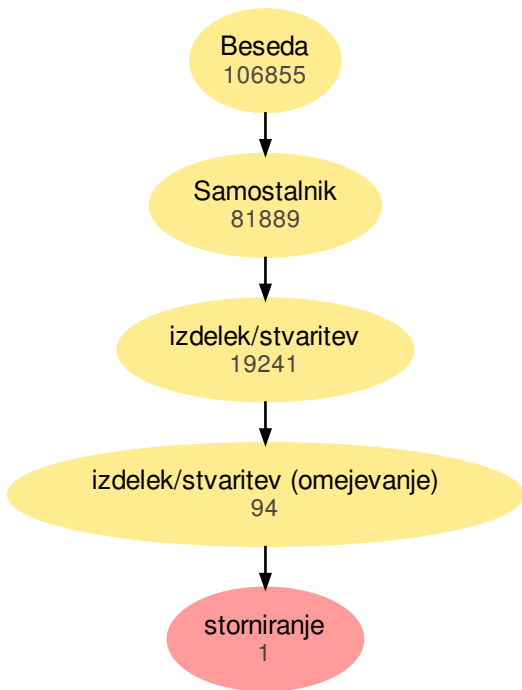 Beseda
106855
Samostalnik
81889
izdelek/stvaritev
19241
izdelek/stvaritev (omejevanje)
94
storniranje
1